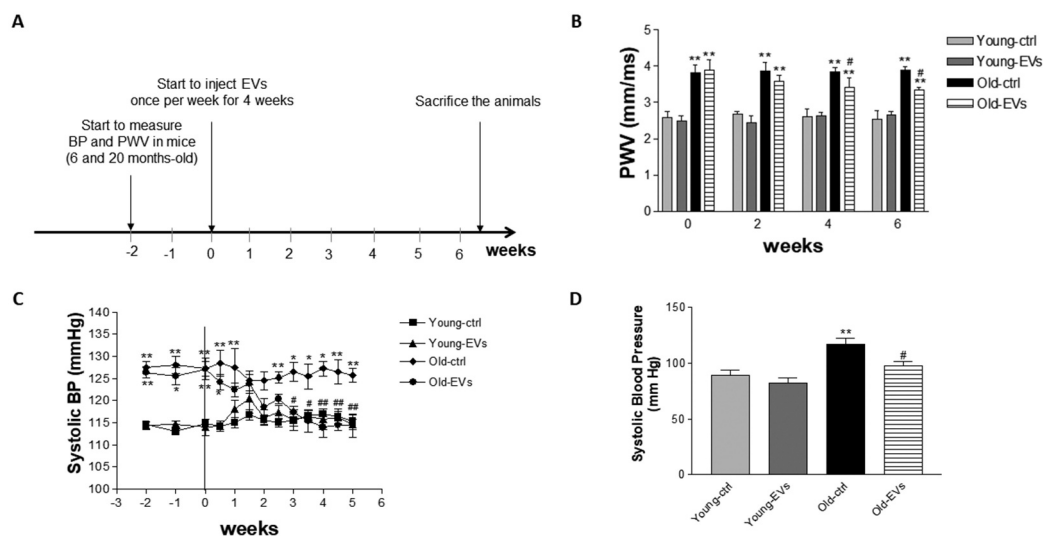 A
Start to inject EVs
once per week for 4 weeks
Sacrifice the animals
Start to measure
BP and PWV in mice
(6 and 20 months-old)
-2 -1 0 1 2 3 4 5 6 weeks
B
PWV (mm/ms)
5
4
3
2
1
0
** ** ** ** ** # ** ** # **
0 2 4 6
weeks
Young-ctrl
Young-EVs
Old-ctrl
Old-EVs
C
Systolic BP (mmHg)
140
135
130
125
120
115
110
105
100
** ** ** ** ** ** * * * ** **
** * ** *
# # ## ## ##
-3 -2 -1 0 1 2 3 4 5 6
weeks
Young-ctrl
Young-EVs
Old-ctrl
Old-EVs
D
Systolic Blood Pressure
(mm Hg)
150
100
50
0
**
#
Young-ctrl
Young-EVs
Old-ctrl
Old-EVs